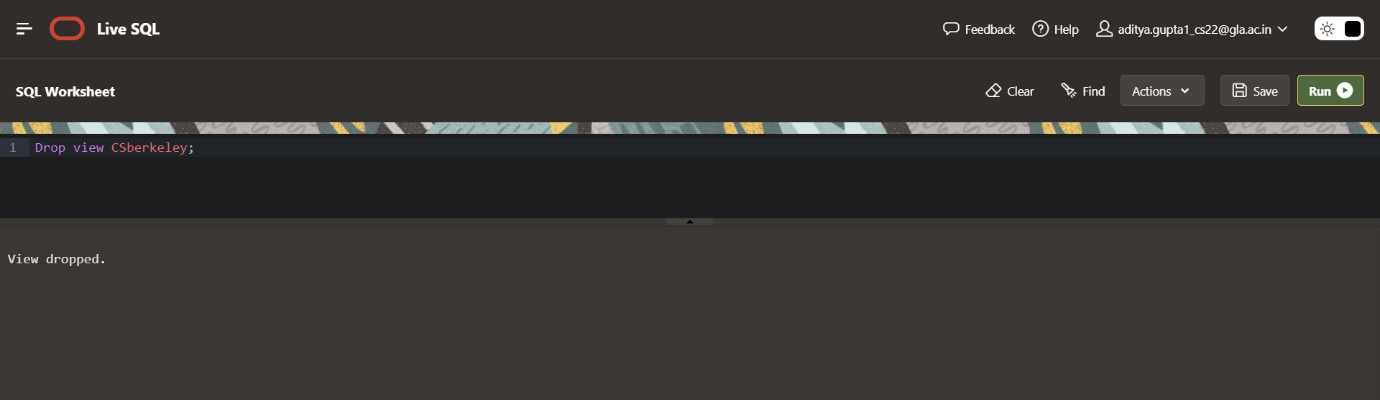 Live SQL
Feedback
Help
aditya.gupta1_cs22@gla.ac.in
SQL Worksheet
Clear
Find
Actions
Save
Run
1
Drop view CSberkeley;
View dropped.